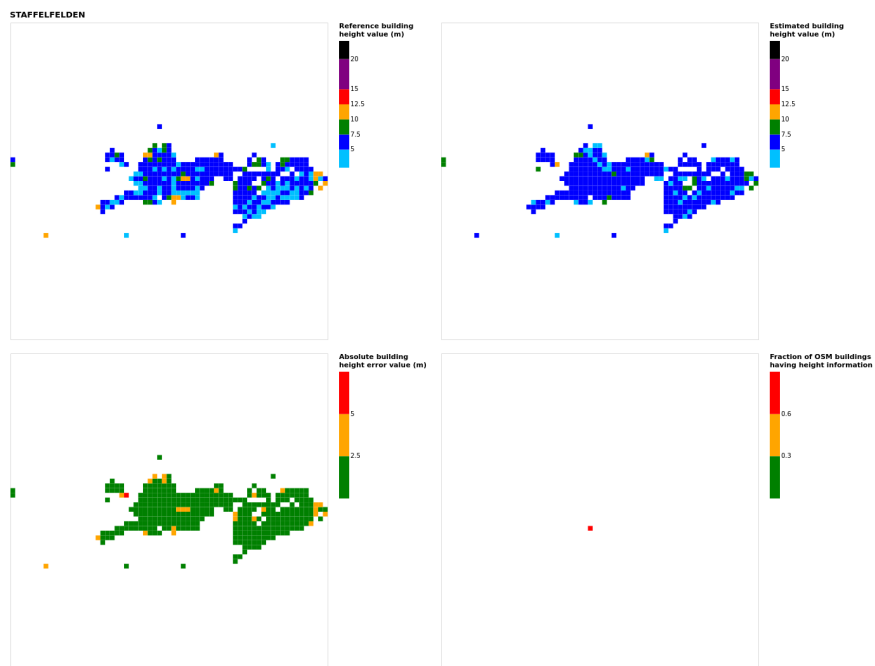 STAFFELFELDEN
Reference building
height value (m)
20
15
12.5
10
7.5
5
Estimated building
height value (m)
20
15
12.5
10
7.5
5
Absolute building
height error value (m)
5
2.5
Fraction of OSM buildings
having height information
0.6
0.3